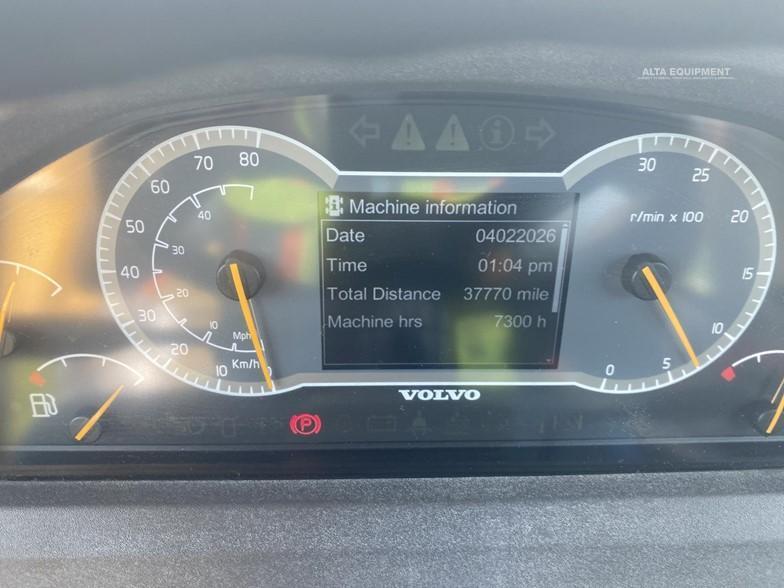 ALTA EQUIPMENT
Machine information
Date 04022026
Time 01:04 pm
Total Distance 37770 mile
Machine hrs 7300 h
80
70
60
50
40
30
20
10
0
40
30
20
10
Mph
Km/h
30
25
20
15
10
5
0
r/min x 100
VOLVO
P